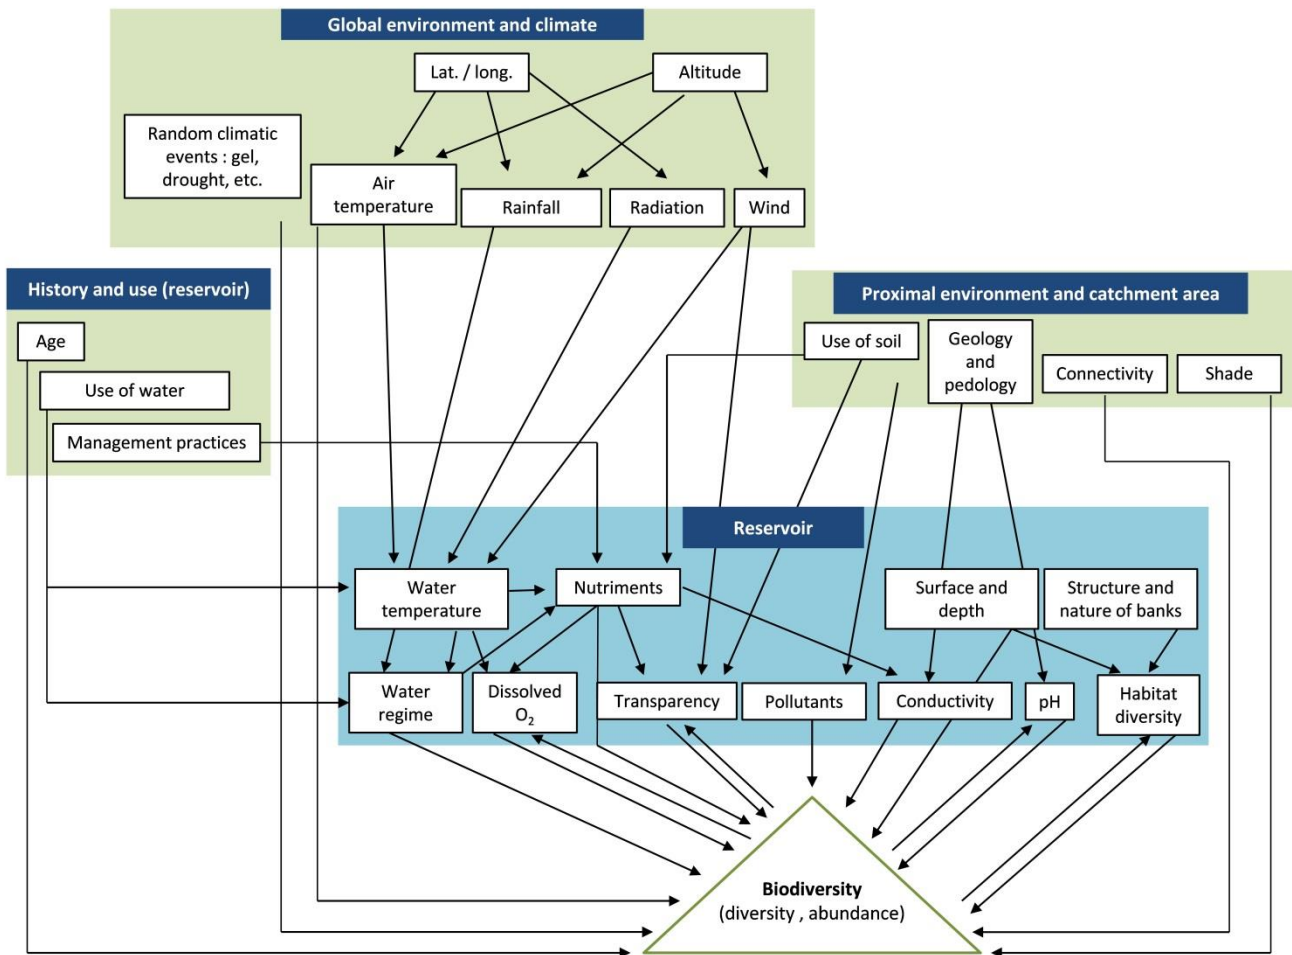 Global environment and climate
Lat. / long.
Altitude
Random climatic
events : gel,
drought, etc.
Air
temperature
Rainfall
Radiation
Wind
History and use (reservoir)
Age
Use of water
Management practices
Proximal environment and catchment area
Use of soil
Geology
and
pedology
Connectivity
Shade
Reservoir
Water
temperature
Nutriments
Surface and
depth
Structure and
nature of banks
Water
regime
Dissolved
O₂
Transparency
Pollutants
Conductivity
pH
Habitat
diversity
Biodiversity
(diversity , abundance)